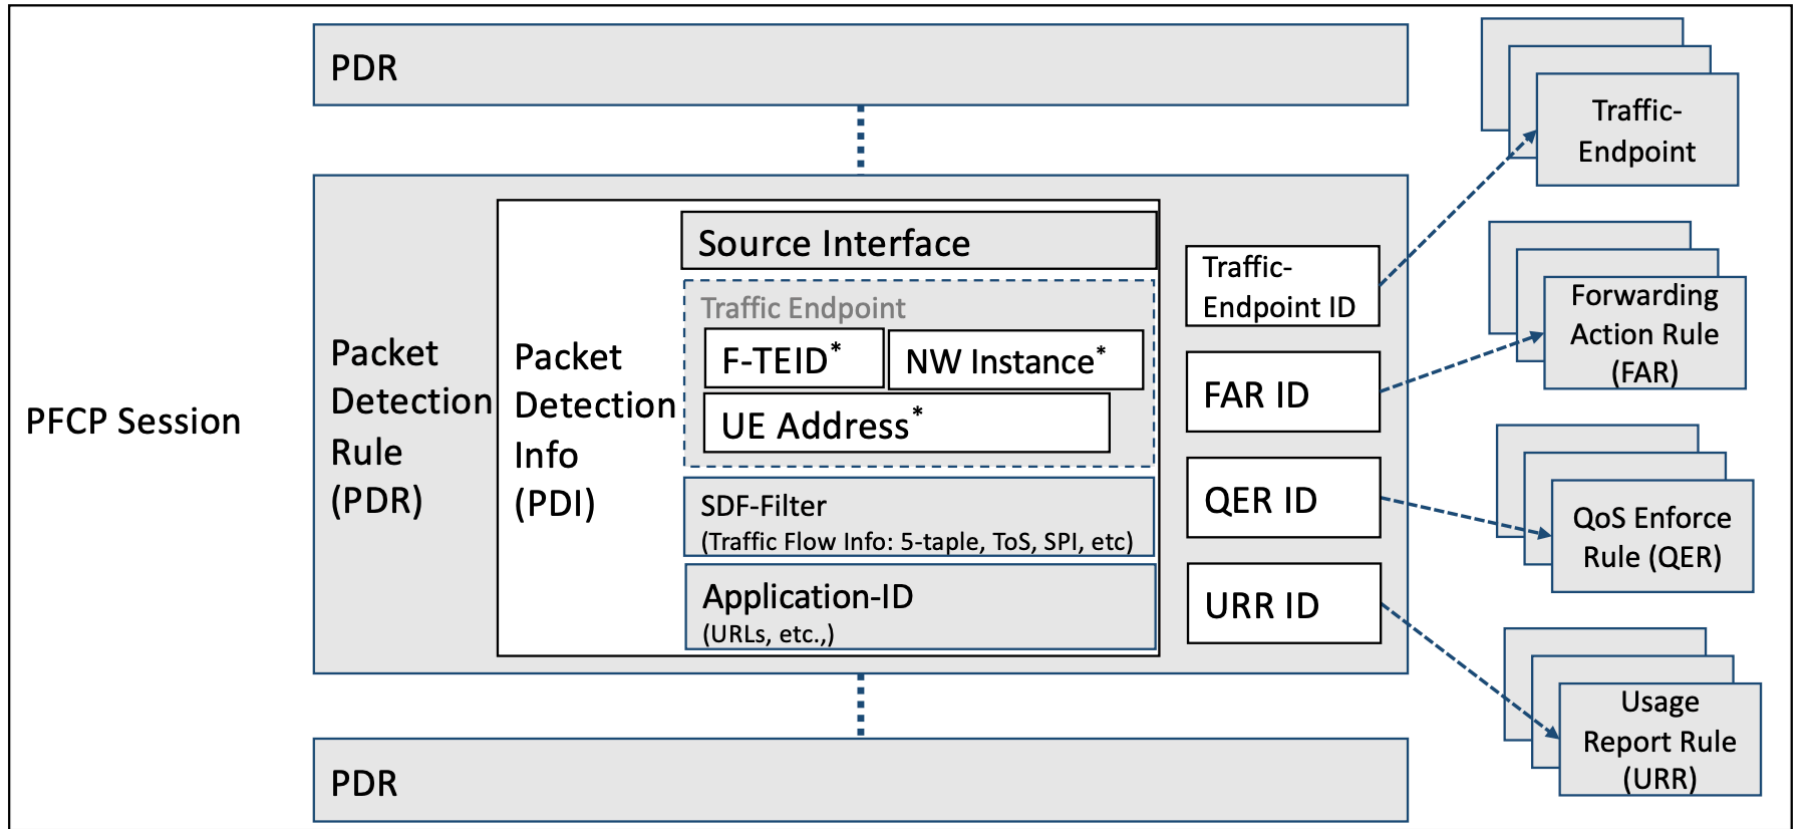 PDR
Traffic-
Endpoint
Source Interface
Traffic Endpoint
F-TEID*
NW Instance*
UE Address*
SDF-Filter
(Traffic Flow Info: 5-taple, ToS, SPI, etc)
Application-ID
(URLs, etc.,)
Packet
Detection
Info
(PDI)
Packet
Detection
Rule
(PDR)
PFCP Session
Traffic-
Endpoint ID
FAR ID
QER ID
URR ID
Forwarding
Action Rule
(FAR)
QoS Enforce
Rule (QER)
Usage
Report Rule
(URR)
PDR